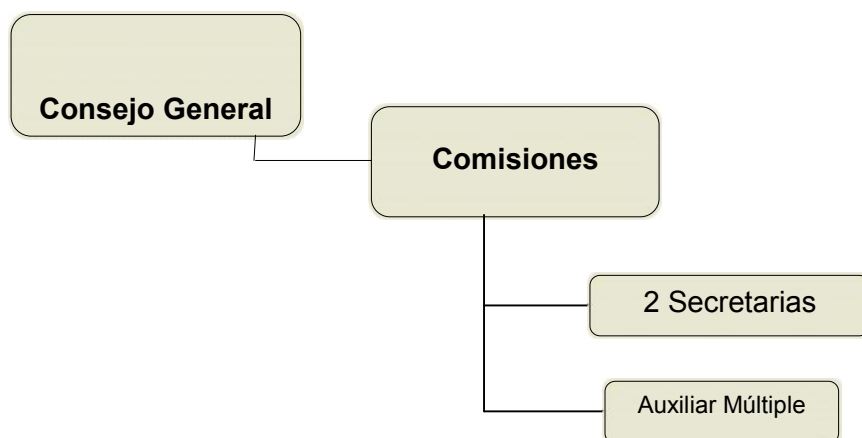 Consejo General
Comisiones
2 Secretarias
Auxiliar Múltiple